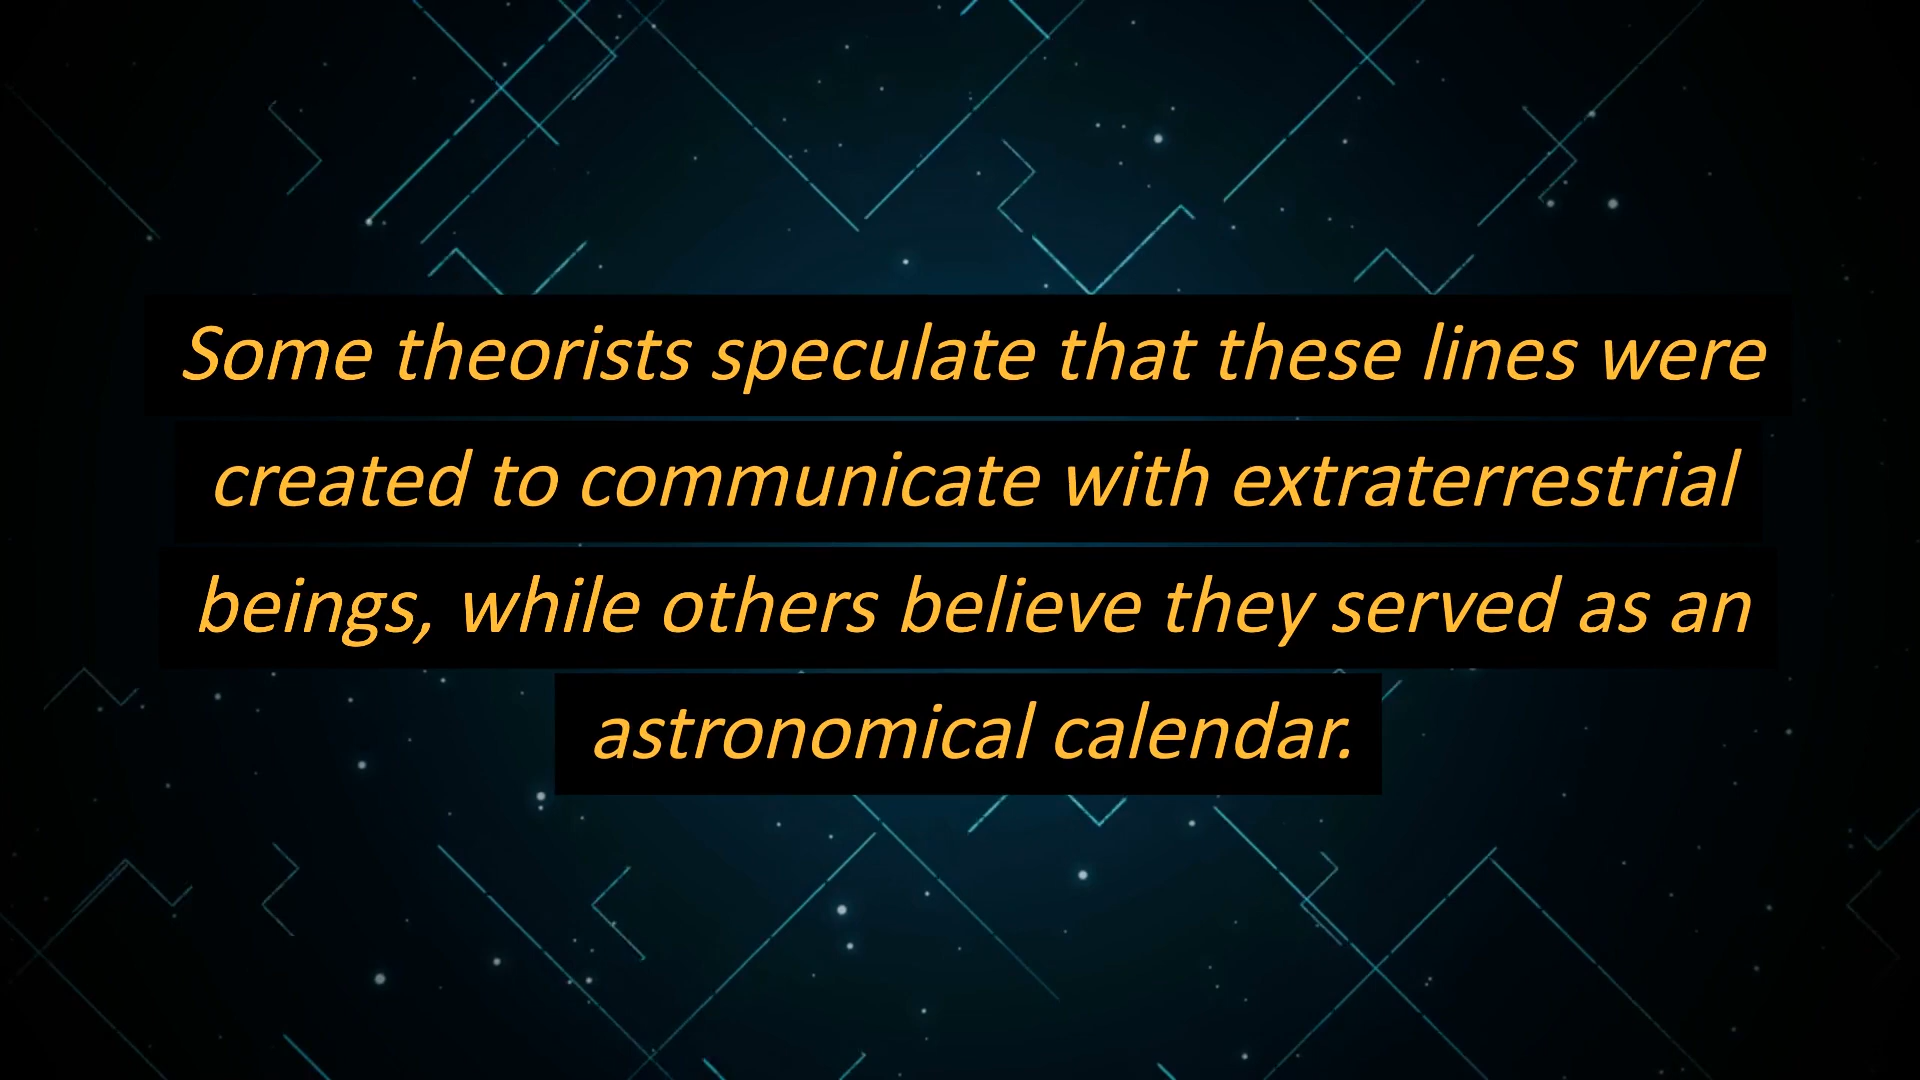 Some theorists speculate that these lines were
created to communicate with extraterrestrial
beings, while others believe they served as an
astronomical calendar.